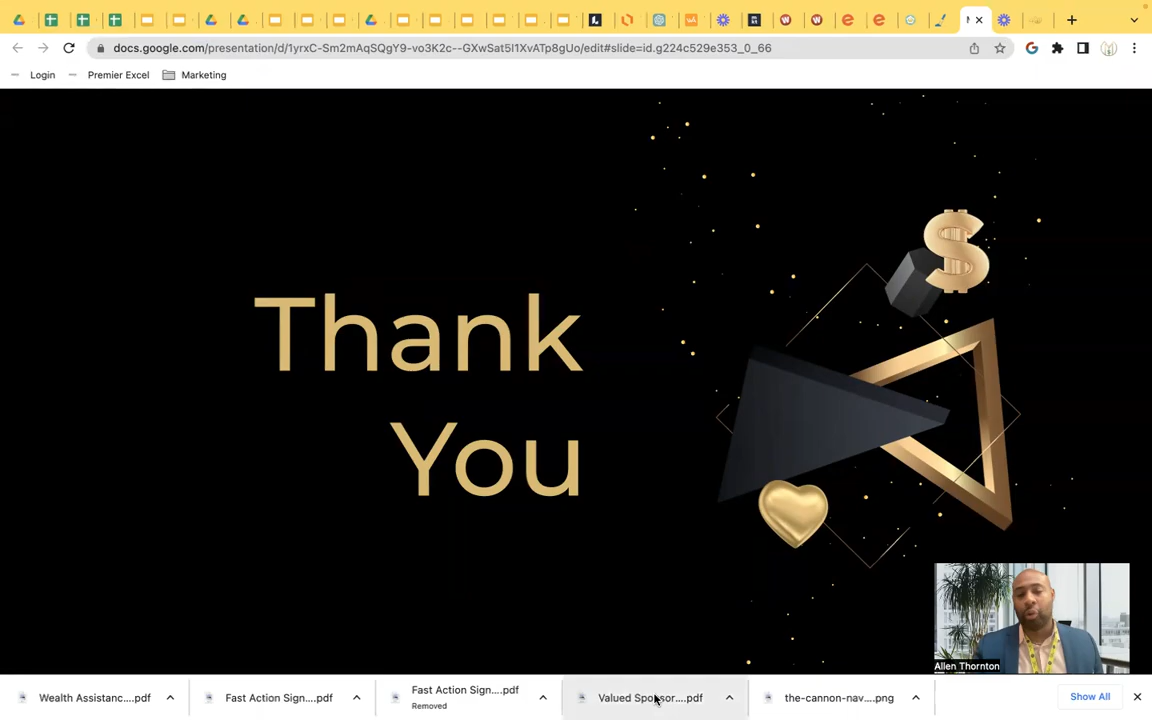 docs.google.com/presentation/d/1yrxC-Sm2mAqSQgY9-vo3K2c--GXwSat5I1XvATp8gUo/edit#slide=id.g224c529e353_0_66
Login
Premier Excel
Marketing
Thank
You
$
Allen Thornton
Wealth Assistanc....pdf
Fast Action Sign....pdf
Fast Action Sign....pdf
Removed
Valued Sponsor....pdf
the-cannon-nav....png
Show All